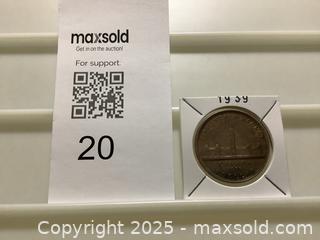 maxsold
Get in on the auction!
For support:
20
1939
Copyright 2025 - maxsold.com